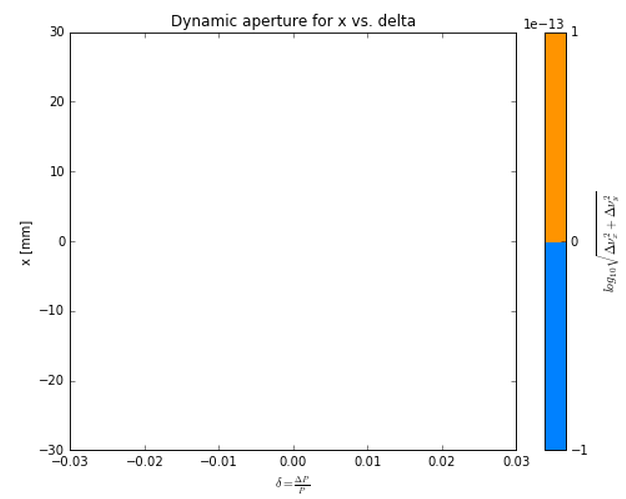 Dynamic aperture for x vs. delta
1e−13
30
20
10
0
−10
−20
−30
x [mm]
−0.03 −0.02 −0.01 0.00 0.01 0.02 0.03
δ = ΔP/P
1
0
−1
log₁₀√(Δν²ₓ + Δν²ᵧ)